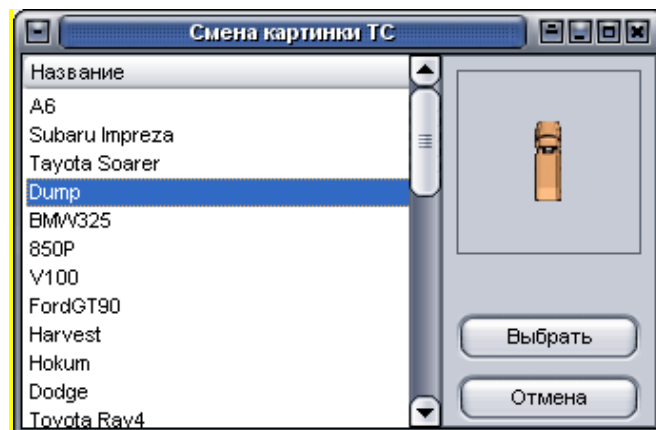 Смена картинки ТС
Название
A6
Subaru Impreza
Tayota Soarer
Dump
BMW325
850P
V100
FordGT90
Harvest
Hokum
Dodge
Toyota Rav4
Выбрать
Отмена